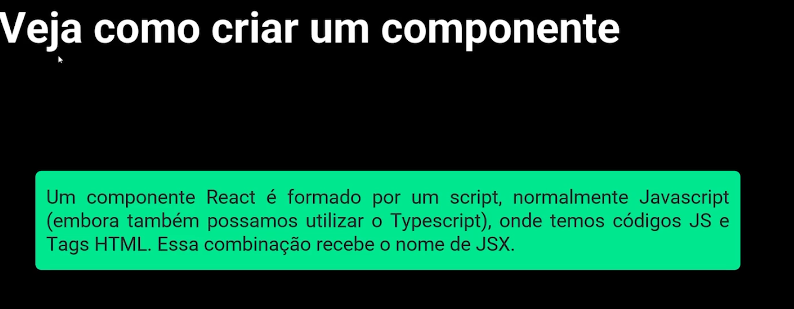 Veja como criar um componente
Um componente React é formado por um script, normalmente Javascript
(embora também possamos utilizar o Typescript), onde temos códigos JS e
Tags HTML. Essa combinação recebe o nome de JSX.